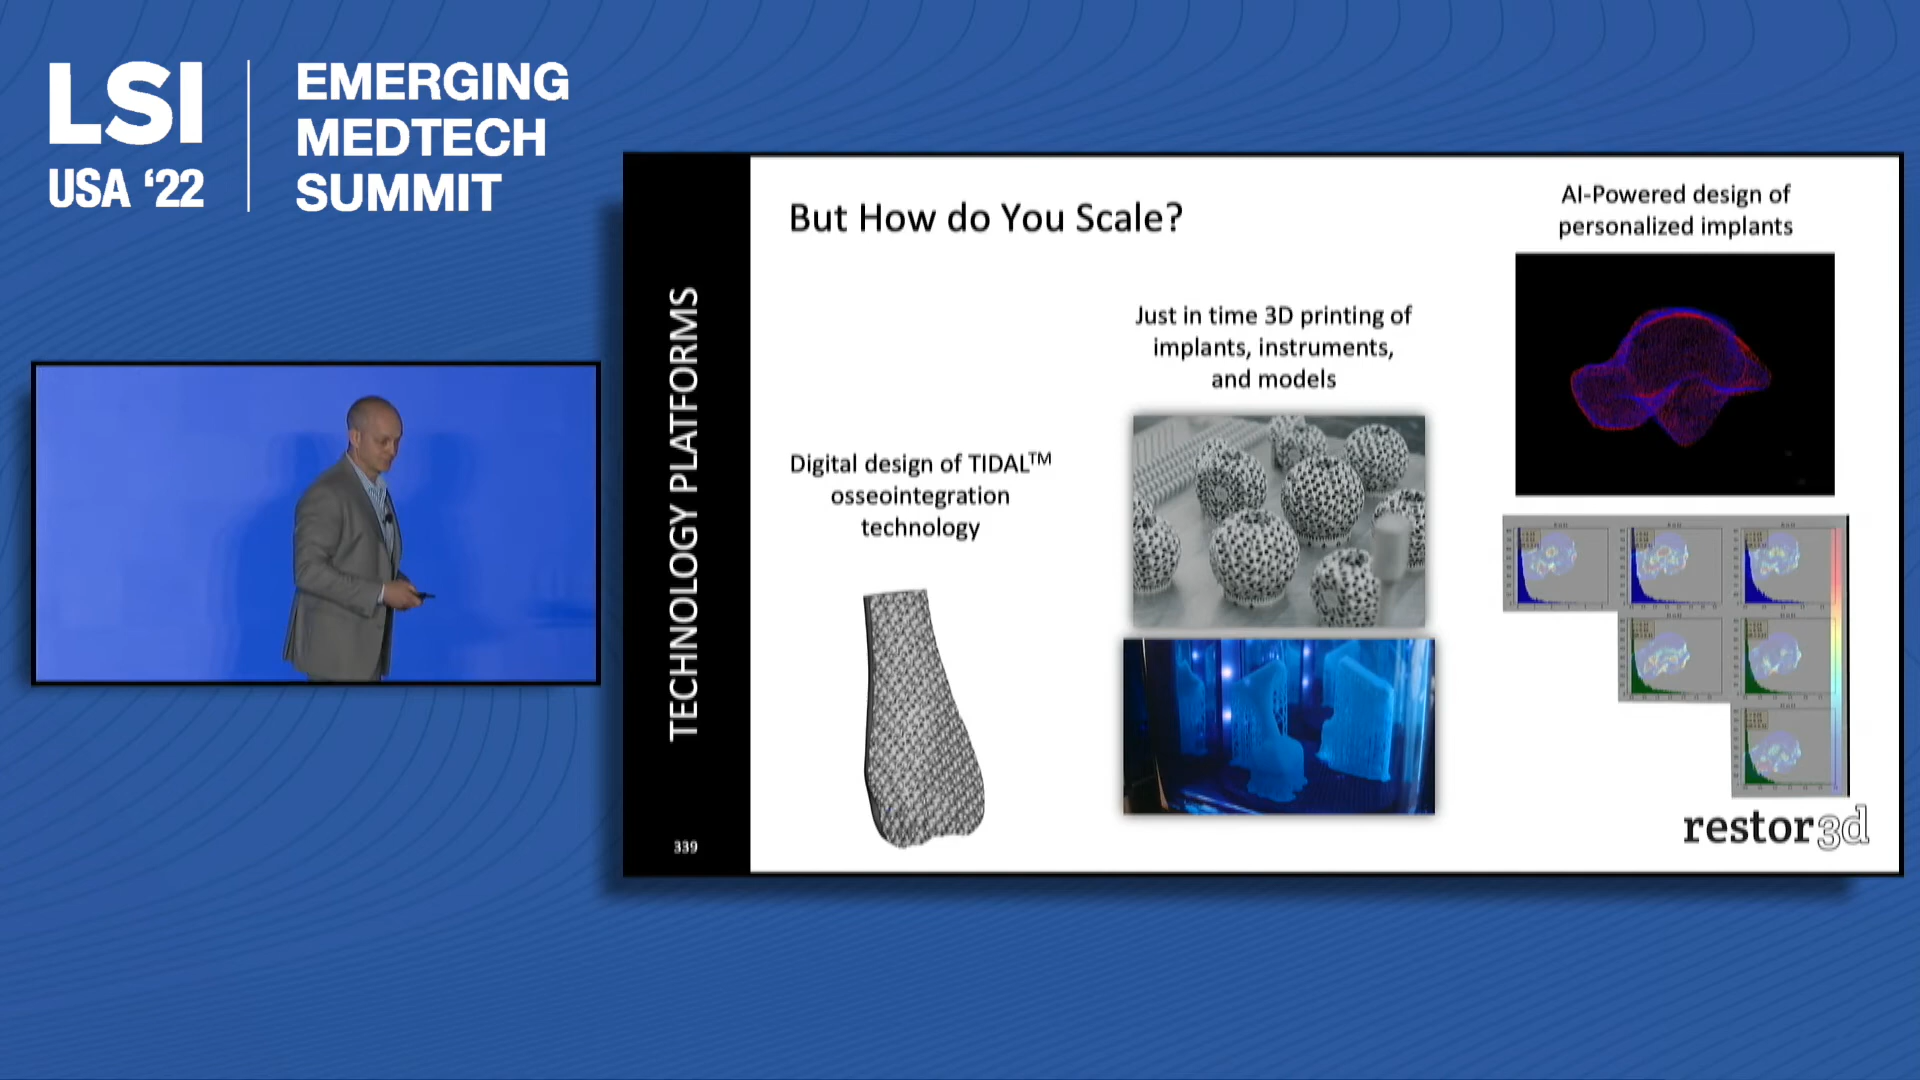 LSI
USA ‘22
EMERGING
MEDTECH
SUMMIT
TECHNOLOGY PLATFORMS
339
But How do You Scale?
Digital design of TIDAL™
osseointegration
technology
Just in time 3D printing of
implants, instruments,
and models
AI-Powered design of
personalized implants
restor3d